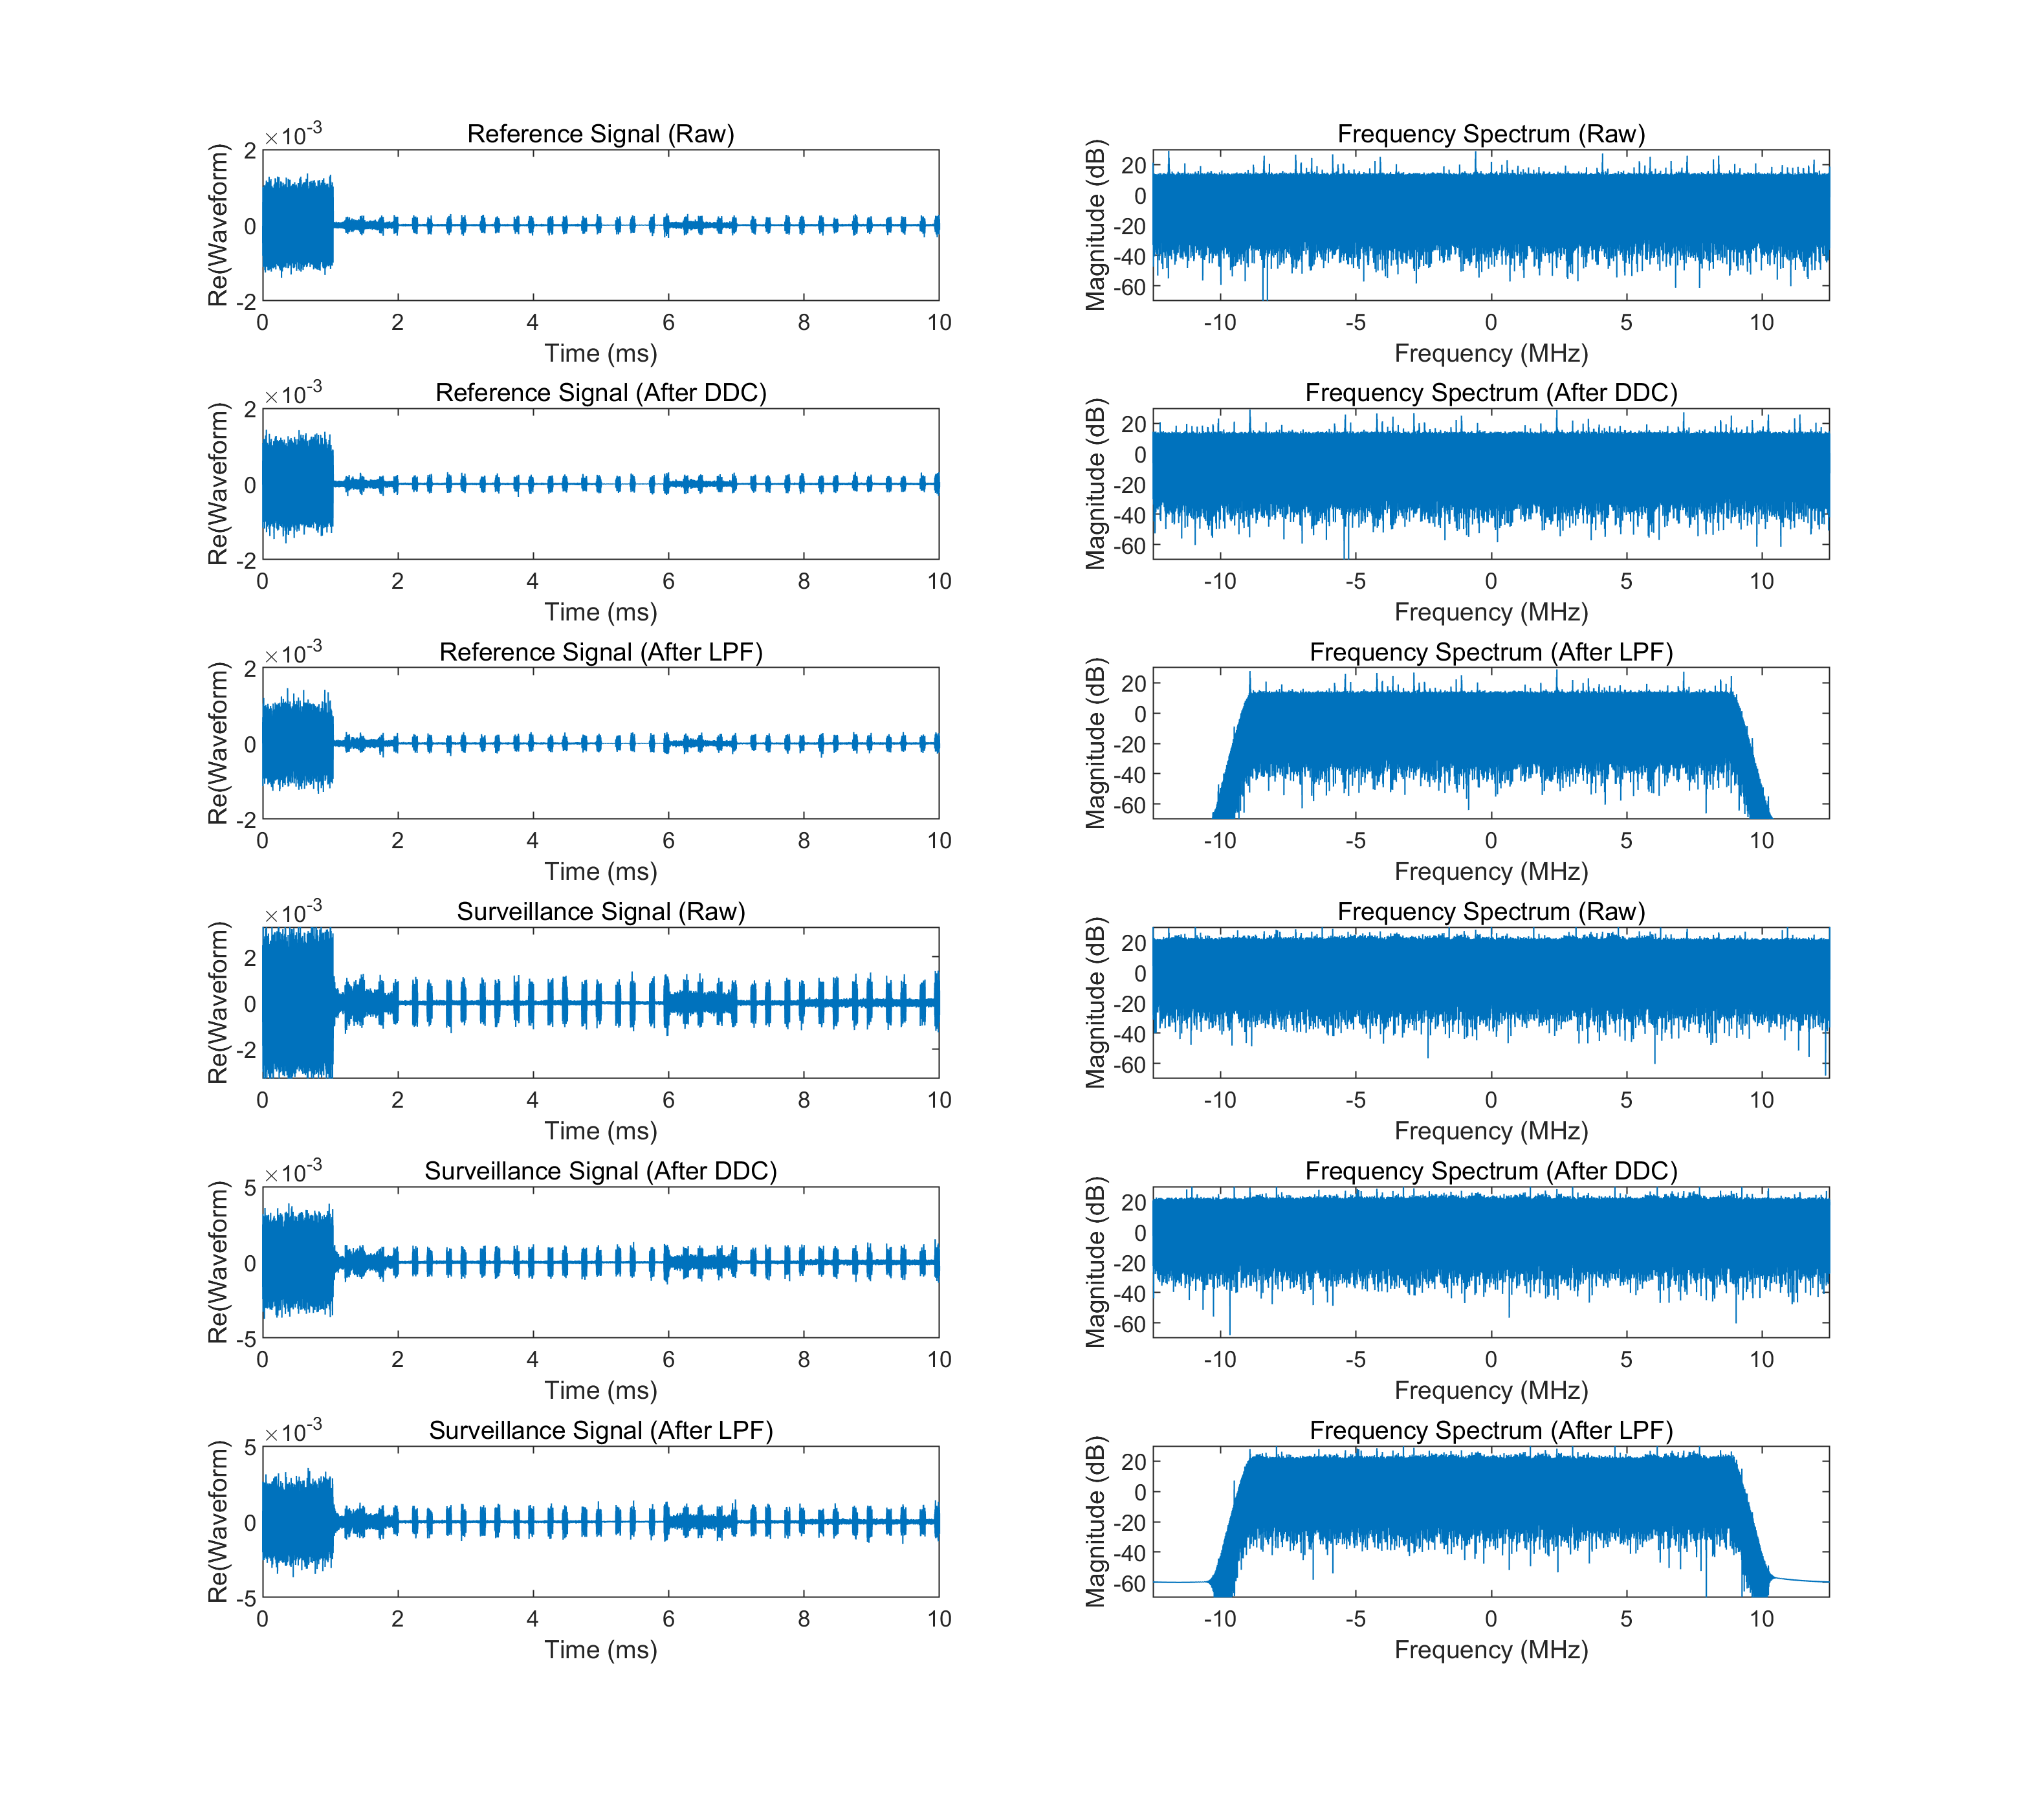 Reference Signal (Raw)
×10-3
Re(Waveform)
2
0
-2
0 2 4 6 8 10
Time (ms)
Frequency Spectrum (Raw)
Magnitude (dB)
20
0
-20
-40
-60
-10 -5 0 5 10
Frequency (MHz)
Reference Signal (After DDC)
×10-3
Re(Waveform)
2
0
-2
0 2 4 6 8 10
Time (ms)
Frequency Spectrum (After DDC)
Magnitude (dB)
20
0
-20
-40
-60
-10 -5 0 5 10
Frequency (MHz)
Reference Signal (After LPF)
×10-3
Re(Waveform)
2
0
-2
0 2 4 6 8 10
Time (ms)
Frequency Spectrum (After LPF)
Magnitude (dB)
20
0
-20
-40
-60
-10 -5 0 5 10
Frequency (MHz)
Surveillance Signal (Raw)
×10-3
Re(Waveform)
2
0
-2
0 2 4 6 8 10
Time (ms)
Frequency Spectrum (Raw)
Magnitude (dB)
20
0
-20
-40
-60
-10 -5 0 5 10
Frequency (MHz)
Surveillance Signal (After DDC)
×10-3
Re(Waveform)
5
0
-5
0 2 4 6 8 10
Time (ms)
Frequency Spectrum (After DDC)
Magnitude (dB)
20
0
-20
-40
-60
-10 -5 0 5 10
Frequency (MHz)
Surveillance Signal (After LPF)
×10-3
Re(Waveform)
5
0
-5
0 2 4 6 8 10
Time (ms)
Frequency Spectrum (After LPF)
Magnitude (dB)
20
0
-20
-40
-60
-10 -5 0 5 10
Frequency (MHz)